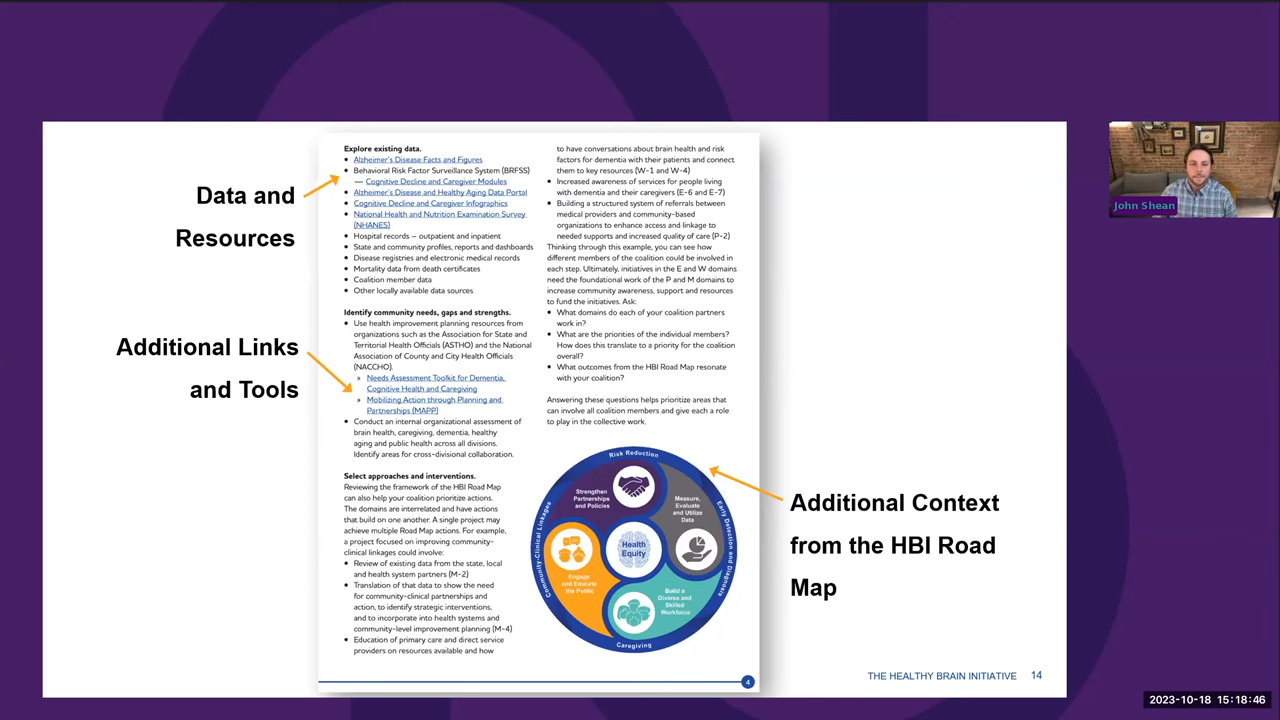 Data and
Resources
Additional Links
and Tools
Explore existing data.
• Alzheimer's Disease Facts and Figures
• Behavioral Risk Factor Surveillance System (BRFSS)
— Cognitive Decline and Caregiver Modules
• Alzheimer's Disease and Healthy Aging Data Portal
• Cognitive Decline and Caregiver Infographics
• National Health and Nutrition Examination Survey
(NHANES)
• Hospital records – outpatient and inpatient
• State and community profiles, reports and dashboards
• Disease registries and electronic medical records
• Mortality data from death certificates
• Coalition member data
• Other locally available data sources
Identify community needs, gaps and strengths.
• Use health improvement planning resources from
organizations such as the Association for State and
Territorial Health Officials (ASTHO) and the National
Association of County and City Health Officials
(NACCHO).
» Needs Assessment Toolkit for Dementia,
Cognitive Health and Caregiving
» Mobilizing Action through Planning and
Partnerships (MAPP)
• Conduct an internal organizational assessment of
brain health, caregiving, dementia, healthy
aging and public health across all divisions.
Identify areas for cross-divisional collaboration.
Select approaches and interventions.
Reviewing the framework of the HBI Road Map
can also help your coalition prioritize actions.
The domains are interrelated and have actions
that build on one another. A single project may
achieve multiple Road Map actions. For example,
a project focused on improving community-
clinical linkages could involve:
• Review of existing data from the state, local
and health system partners (M-2)
• Translation of that data to show the need
for community-clinical partnerships and
action, to identify strategic interventions,
and to incorporate into health systems and
community-level improvement planning (M-4)
• Education of primary care and direct service
providers on resources available and how
to have conversations about brain health and risk
factors for dementia with their patients and connect
them to key resources (W-1 and W-4)
• Increased awareness of services for people living
with dementia and their caregivers (E-6 and E-7)
• Building a structured system of referrals between
medical providers and community-based
organizations to enhance access and linkage to
needed supports and increased quality of care (P-2)
Thinking through this example, you can see how
different members of the coalition could be involved in
each step. Ultimately, initiatives in the E and W domains
need the foundational work of the P and M domains to
increase community awareness, support and resources
to fund the initiatives. Ask:
• What domains do each of your coalition partners
work in?
• What are the priorities of the individual members?
How does this translate to a priority for the coalition
overall?
• What outcomes from the HBI Road Map resonate
with your coalition?
Answering these questions helps prioritize areas that
can involve all coalition members and give each a role
to play in the collective work.
Risk Reduction
Community-Clinical Linkages
Early Detection and Diagnosis
Caregiving
Strengthen
Partnerships
and Policies
Measure,
Evaluate
and Utilize
Data
Health
Equity
Engage
and Educate
the Public
Build a
Diverse and
Skilled
Workforce
4
Additional Context
from the HBI Road
Map
THE HEALTHY BRAIN INITIATIVE 14
John Shean
2023-10-18 15:18:46